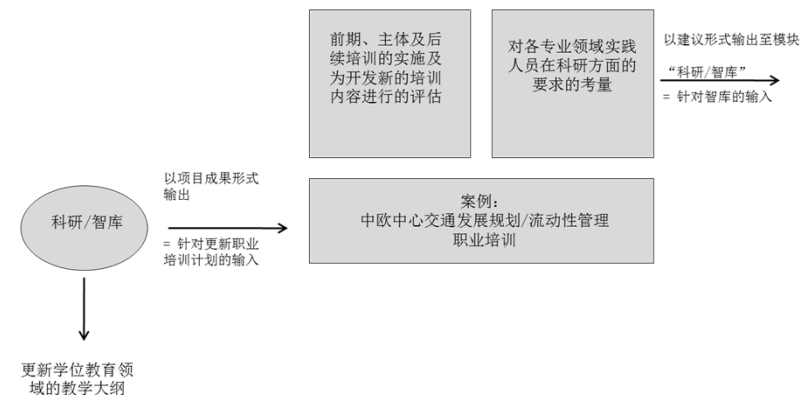 前期、主体及后
续培训的实施及
为开发新的培训
内容进行的评估
对各专业领域实践
人员在科研方面的
要求的考量
以建议形式输出至模块
“科研/智库”
= 针对智库的输入
以项目成果形式
输出
= 针对更新职业
培训计划的输入
科研/智库
案例：
中欧中心交通发展规划/流动性管理
职业培训
更新学位教育领
域的教学大纲